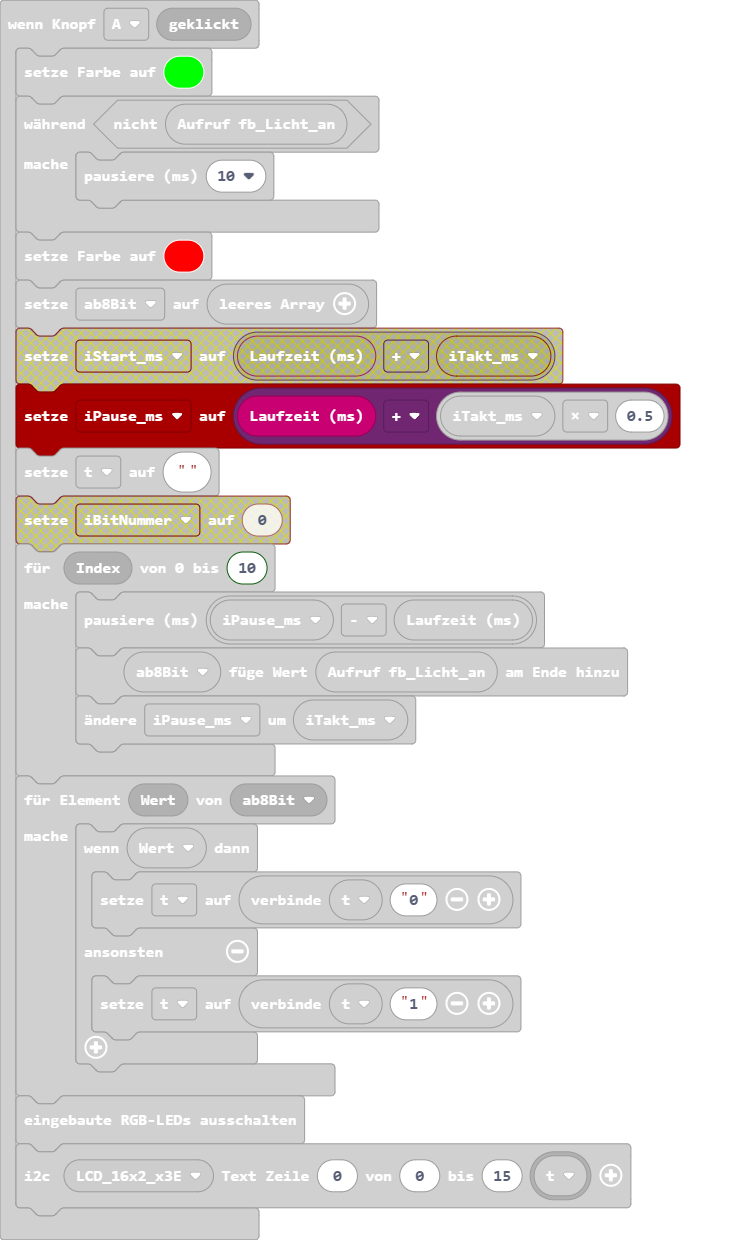 wenn Knopf A geklickt
setze Farbe auf
während nicht Aufruf fb_Licht_an
mache
pausiere (ms) 10
setze Farbe auf
setze ab8Bit auf leeres Array
setze iStart_ms auf Laufzeit (ms) + iTakt_ms
setze iPause_ms auf Laufzeit (ms) + iTakt_ms × 0.5
setze t auf " "
setze iBitNummer auf 0
für Index von 0 bis 10
mache
pausiere (ms) iPause_ms - Laufzeit (ms)
ab8Bit füge Wert Aufruf fb_Licht_an am Ende hinzu
ändere iPause_ms um iTakt_ms
für Element Wert von ab8Bit
mache
wenn Wert dann
setze t auf verbinde t "0"
ansonsten
setze t auf verbinde t "1"
eingebaute RGB-LEDs ausschalten
i2c LCD_16x2_x3E Text Zeile 0 von 0 bis 15 t